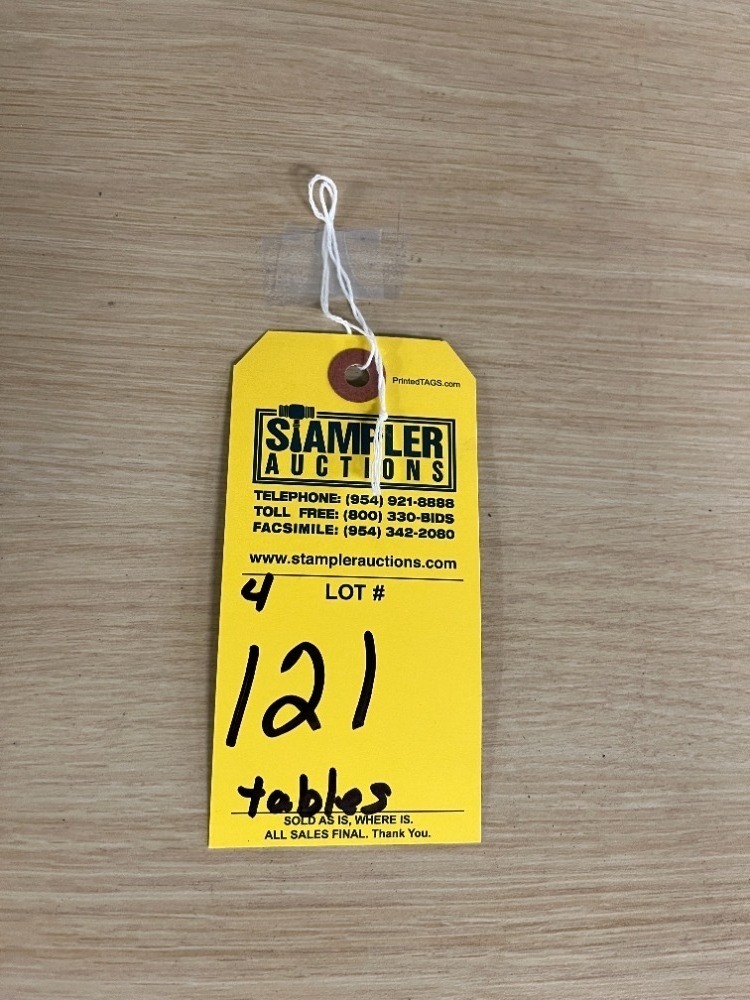 PrintedTAGS.com
STAMPLER
AUCTIONS
TELEPHONE: (954) 921-8888
TOLL FREE: (800) 330-BIDS
FACSIMILE: (954) 342-2080
www.stamplerauctions.com
4 LOT #
121
tables
SOLD AS IS, WHERE IS.
ALL SALES FINAL. Thank You.